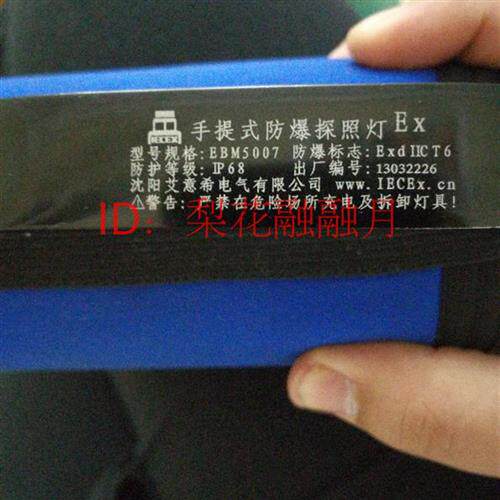 IECEX
手提式防爆探照灯 Ex
型号规格: EBM5007 防爆标志: ExdⅡCT6
防护等级: IP68 出厂编号: 13032226
沈阳艾意希电气有限公司 www.IECEx.cn
⚠警告: 严禁在危险场所充电及拆卸灯具!
ID: 梨花融融月